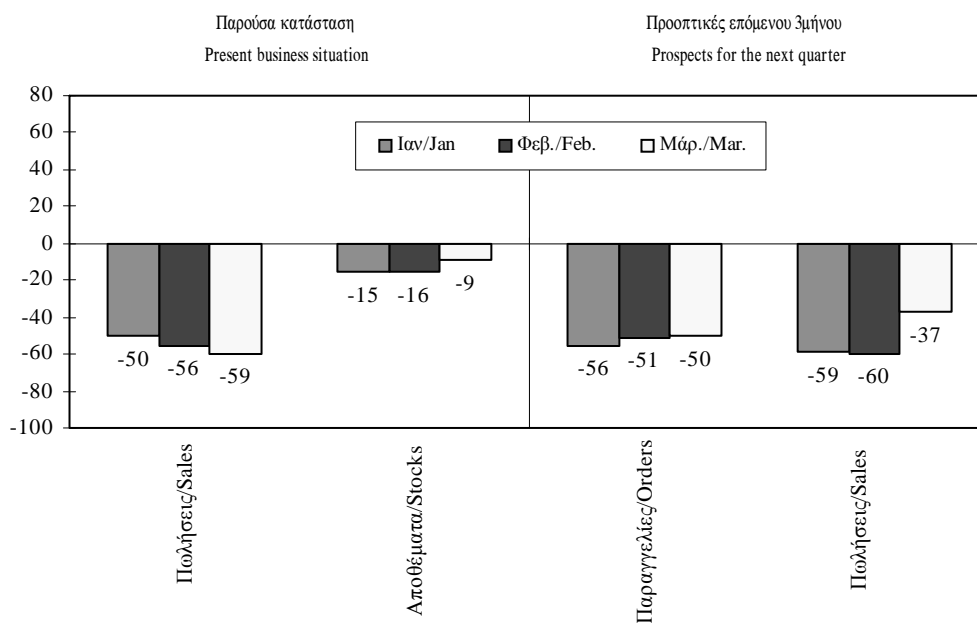 Παρούσα κατάσταση
Present business situation
Προοπτικές επόμενου 3μήνου
Prospects for the next quarter
80
60
40
20
0
-20
-40
-60
-80
-100
Ιαν/Jan
Φεβ./Feb.
Μάρ./Mar.
-50
-56
-59
-15
-16
-9
-56
-51
-50
-59
-60
-37
Πωλήσεις/Sales
Αποθέματα/Stocks
Παραγγελίες/Orders
Πωλήσεις/Sales